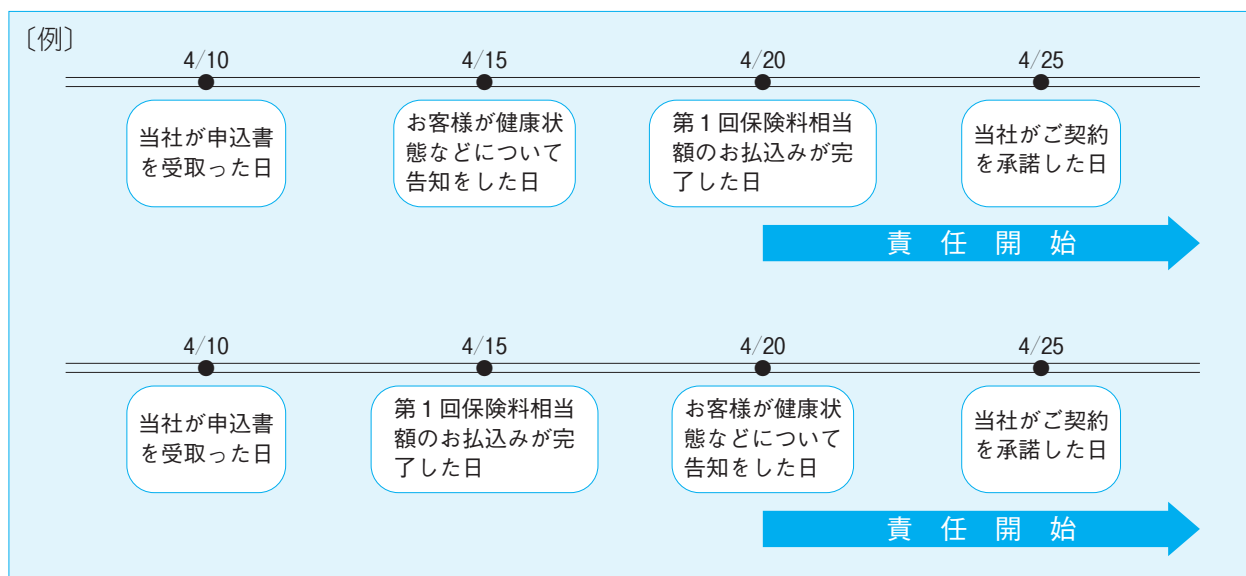 〔例〕
4/10
4/15
4/20
4/25
当社が申込書
を受取った日
お客様が健康状
態などについて
告知をした日
第1回保険料相当
額のお払込みが完
了した日
当社がご契約
を承諾した日
責任開始
4/10
4/15
4/20
4/25
当社が申込書
を受取った日
第1回保険料相当
額のお払込みが完
了した日
お客様が健康状
態などについて
告知をした日
当社がご契約
を承諾した日
責任開始